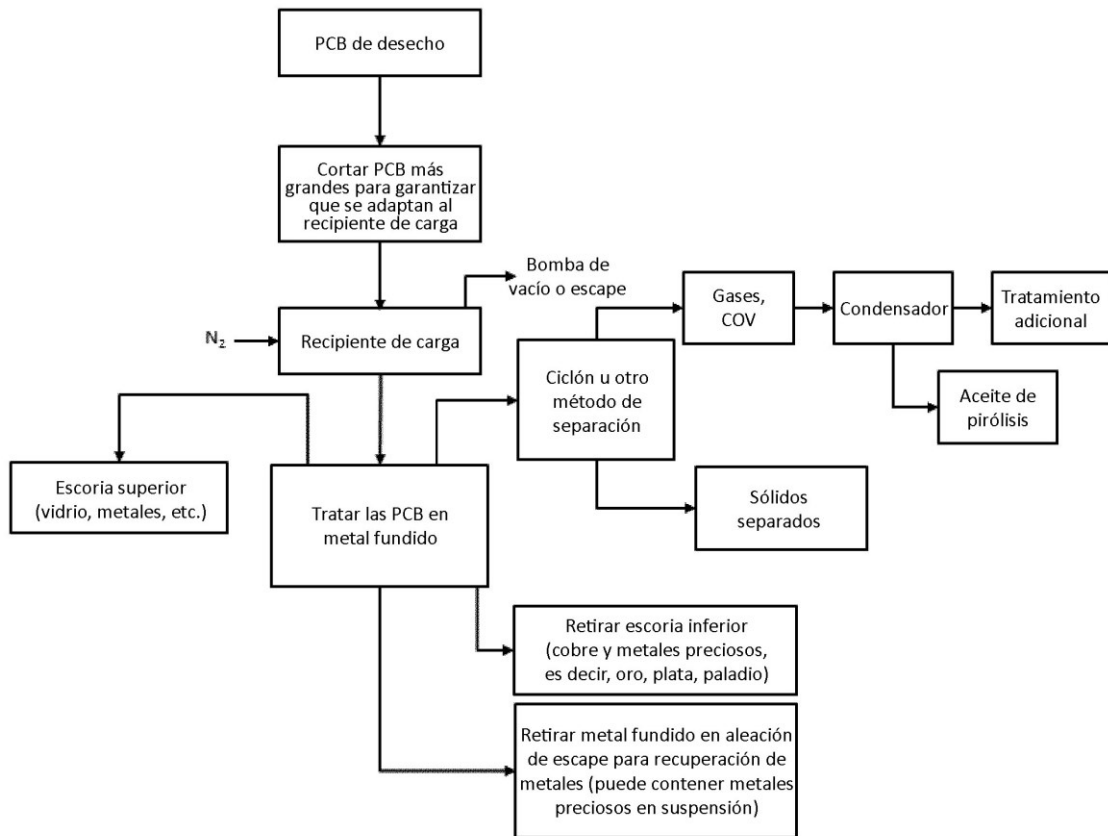 PCB de desecho
Cortar PCB más
grandes para garantizar
que se adaptan al
recipiente de carga
Bomba de
vacío o escape
Gases,
COV
Condensador
Tratamiento
adicional
N₂
Recipiente de carga
Ciclón u otro
método de
separación
Aceite de
pirólisis
Escoria superior
(vidrio, metales, etc.)
Tratar las PCB en
metal fundido
Sólidos
separados
Retirar escoria inferior
(cobre y metales preciosos,
es decir, oro, plata, paladio)
Retirar metal fundido en aleación
de escape para recuperación de
metales (puede contener metales
preciosos en suspensión)